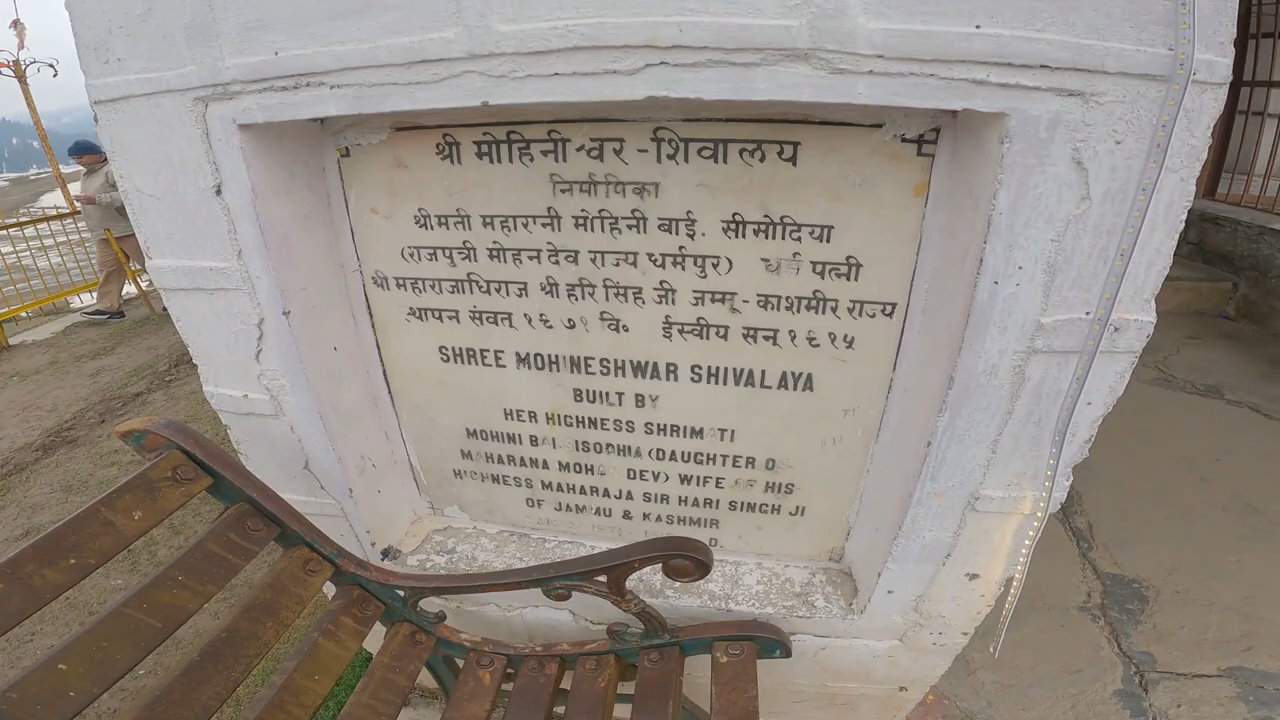 श्री मोहिनीश्वर-शिवालय
निर्मापिका
श्रीमती महारानी मोहिनी बाई. सीसोदिया
(राजपुत्री मोहन देव राज्य धर्मपुर) धर्म पत्नी
श्री महाराजाधिराज श्री हरि सिंह जी जम्मू-काशमीर राज्य
स्थापन संवत् १९७१ वि० ईस्वीय सन् १९१५
SHREE MOHINESHWAR SHIVALAYA
BUILT BY
HER HIGHNESS SHRIMATI
MOHINI BAI SISODHIA (DAUGHTER OF
MAHARANA MOHAN DEV) WIFE OF HIS
HIGHNESS MAHARAJA SIR HARI SINGH JI
OF JAMMU & KASHMIR